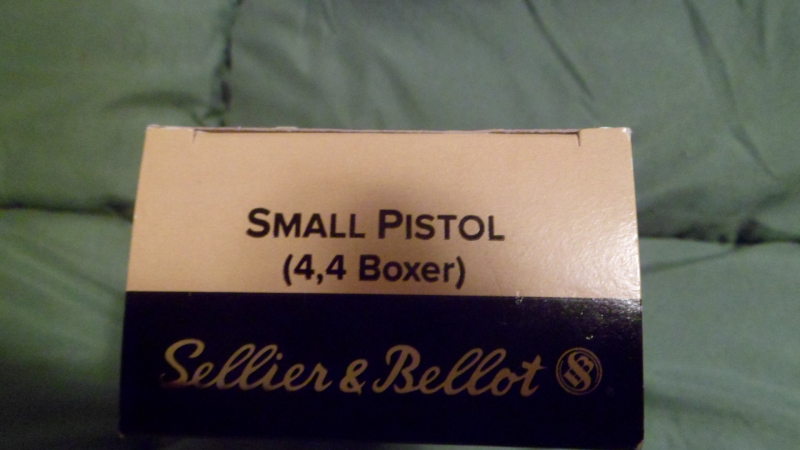 SMALL PISTOL
(4,4 Boxer)
Sellier & Bellot